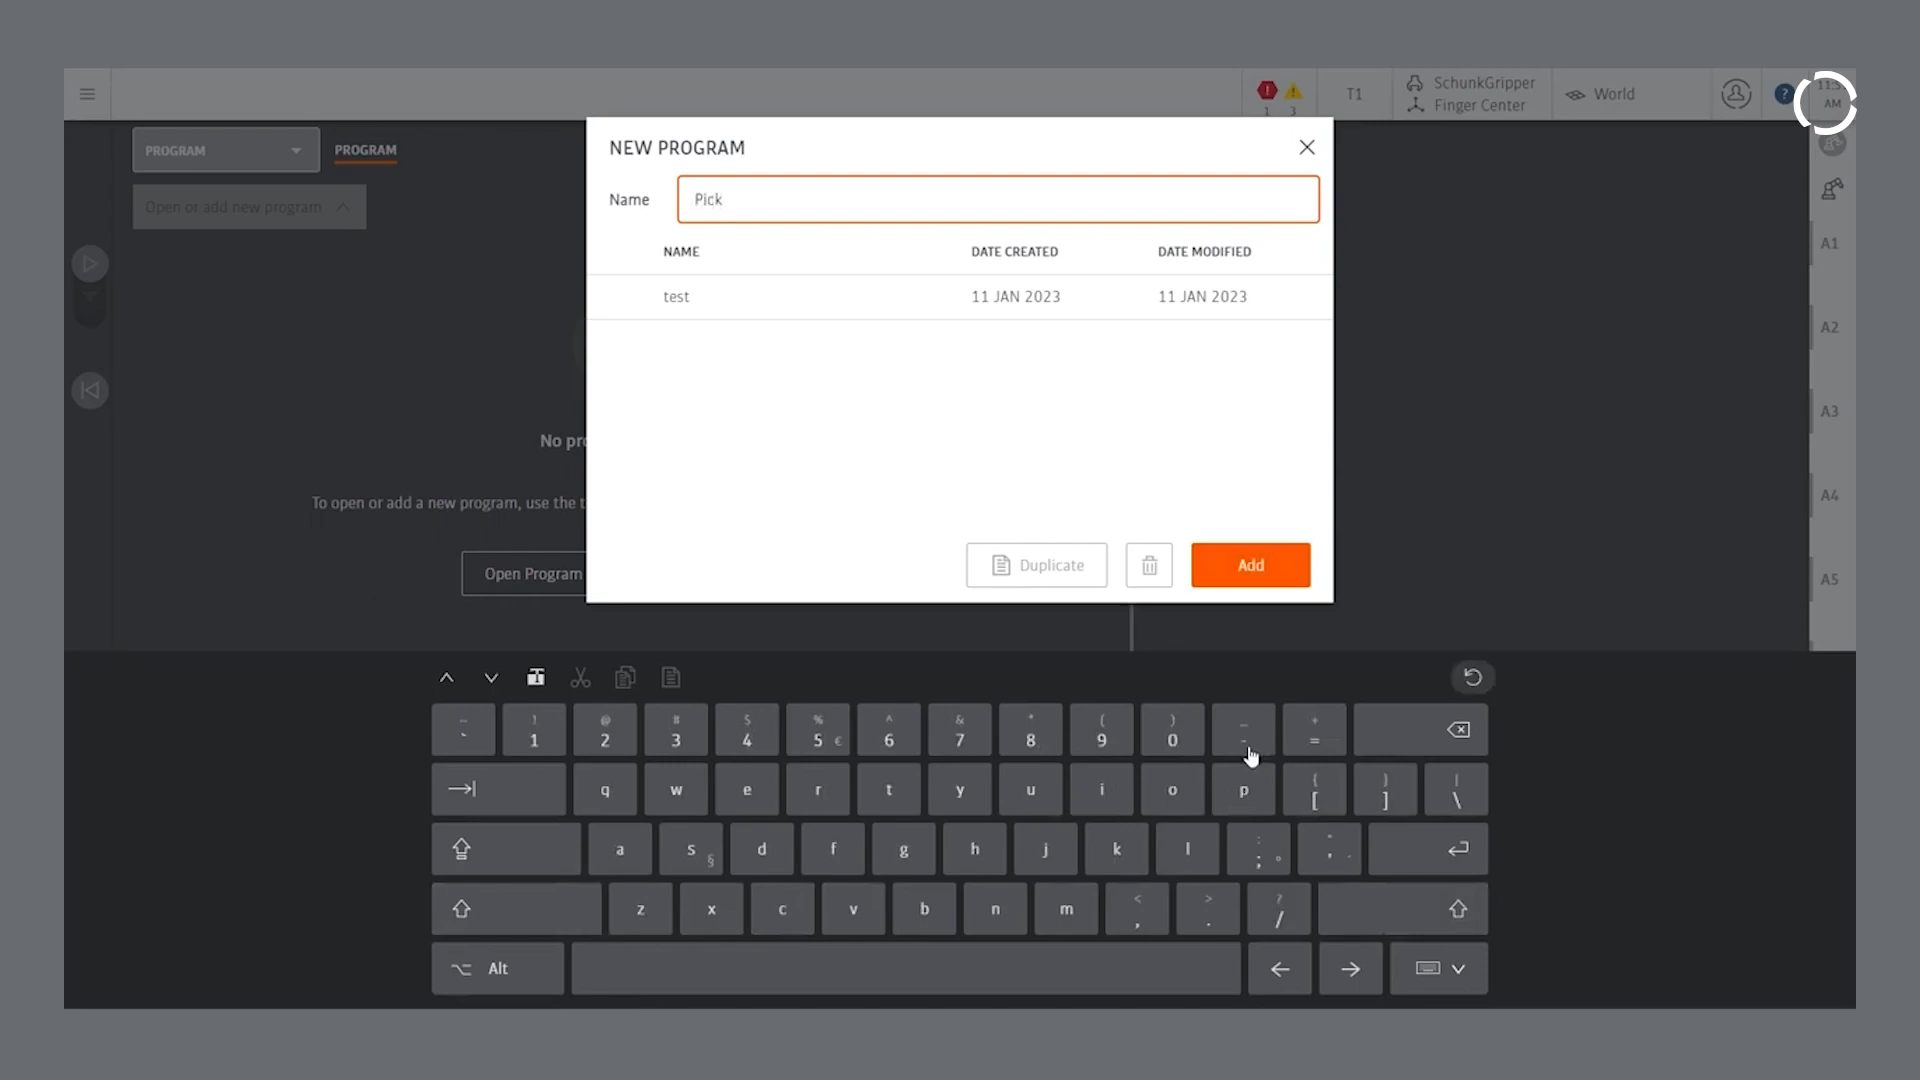 T1
SchunkGripper
Finger Center
World
?
AM
1
3
PROGRAM
PROGRAM
Open or add new program
NEW PROGRAM
Name
Pick
NAME
DATE CREATED
DATE MODIFIED
test
11 JAN 2023
11 JAN 2023
No pro
To open or add a new program, use the t
Open Program
Duplicate
Add
A1
A2
A3
A4
A5
! @ # $ % ^ & * ( ) _ +
` 1 2 3 4 5 € 6 7 8 9 0 - =
q w e r t y u i o p { [ } ] | \
a s § d f g h j k l : ;
z x c v b n m < , > . ? /
Alt